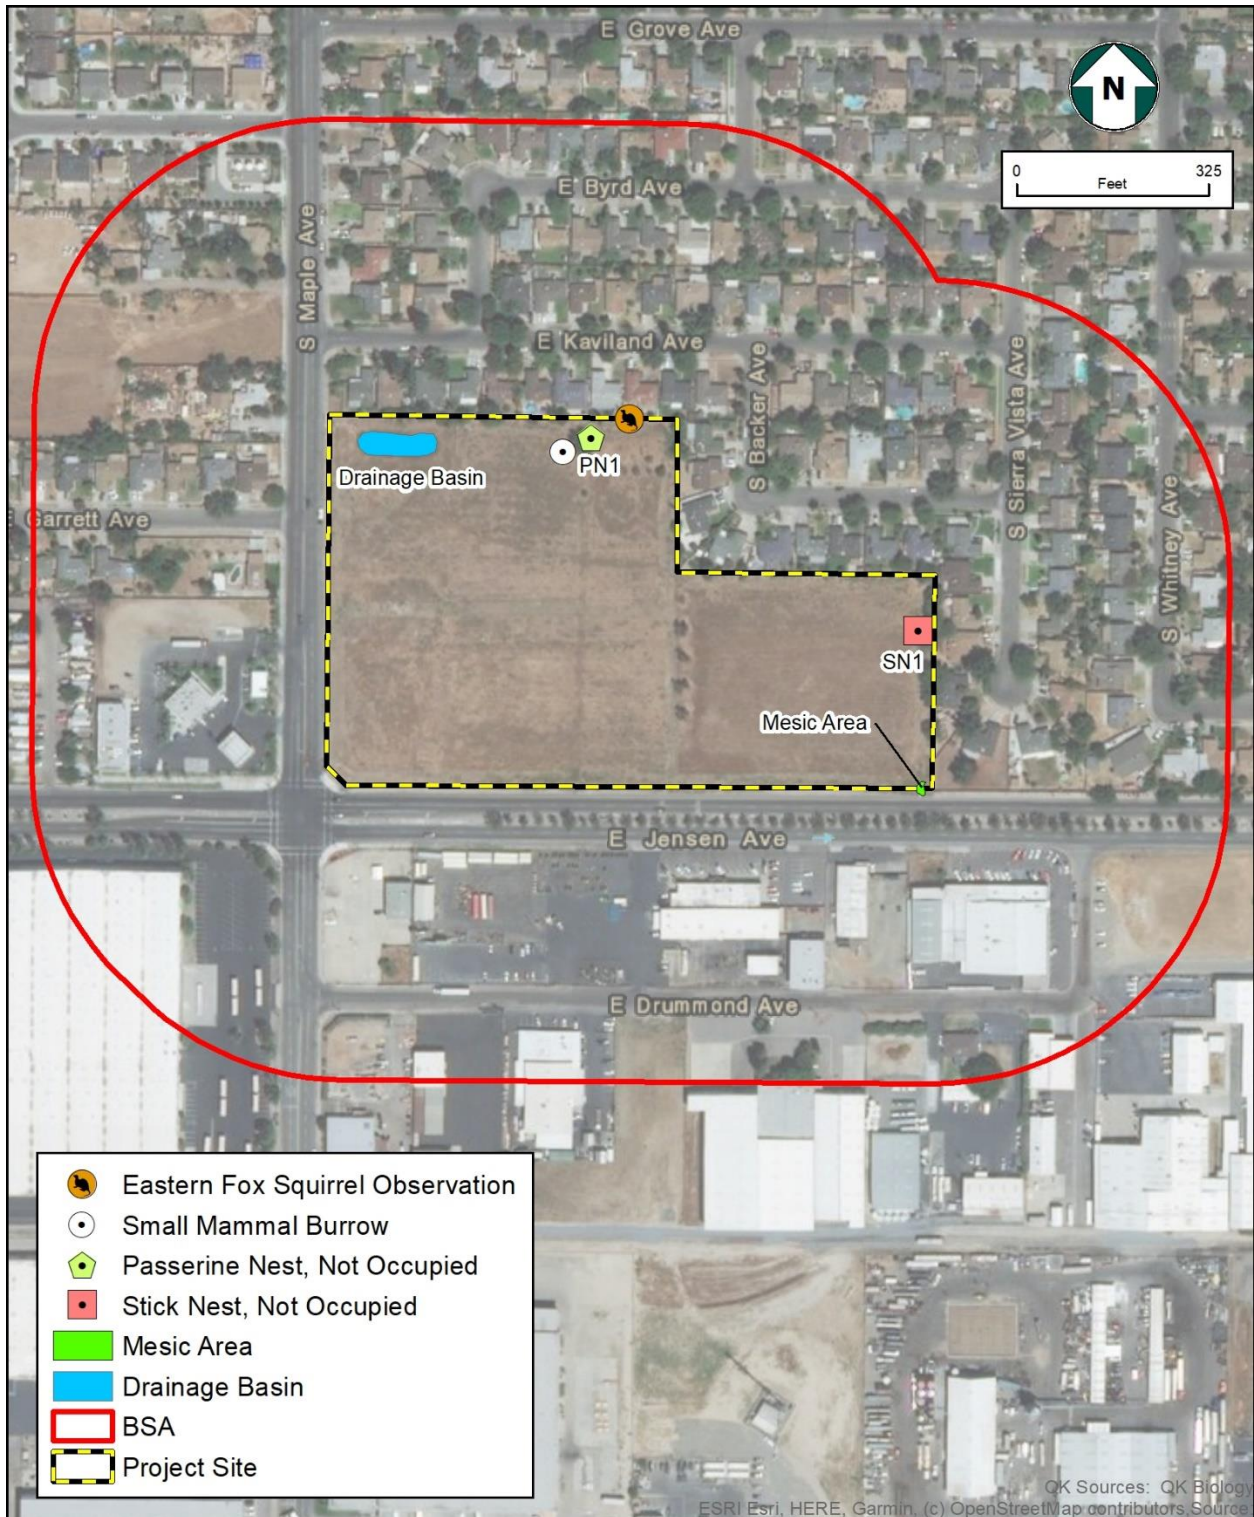 E Grove Ave
N
0 325
Feet
E Byrd Ave
S Maple Ave
E Kaviland Ave
S Backer Ave
S Sierra Vista Ave
PN1
Drainage Basin
E Garrett Ave
S Whitney Ave
SN1
Mesic Area
E Jensen Ave
E Drummond Ave
Eastern Fox Squirrel Observation
Small Mammal Burrow
Passerine Nest, Not Occupied
Stick Nest, Not Occupied
Mesic Area
Drainage Basin
BSA
Project Site
QK Sources: QK Biology
ESRI Esri, HERE, Garmin, (c) OpenStreetMap contributors,Source: